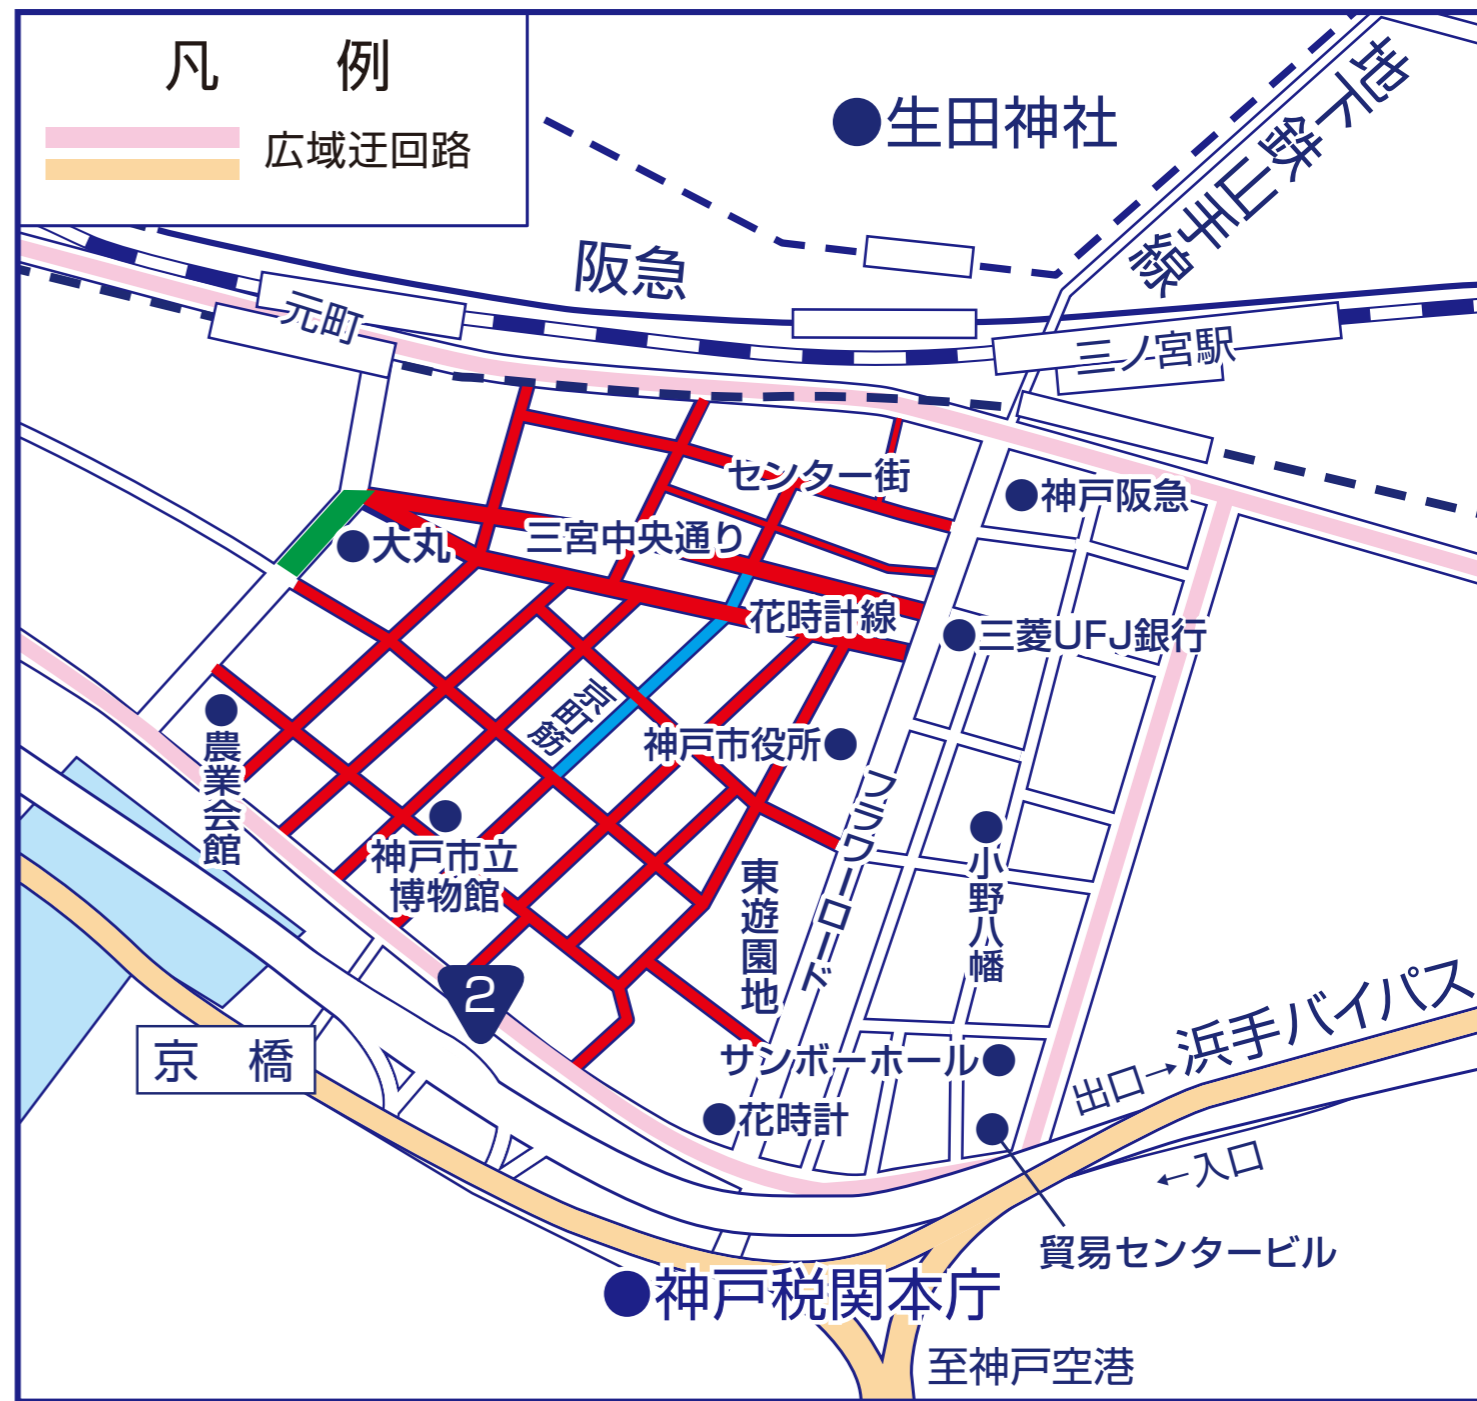 凡　例
広域迂回路
生田神社
地下鉄山手線
阪急
元町
三ノ宮駅
センター街
神戸阪急
三宮中央通り
大丸
花時計線
三菱UFJ銀行
京町筋
神戸市役所
農業会館
フラワーロード
神戸市立
博物館
小野八幡
東遊園地
2
京　橋
サンボーホール
浜手バイパス
出口→
花時計
←入口
貿易センタービル
神戸税関本庁
至神戸空港